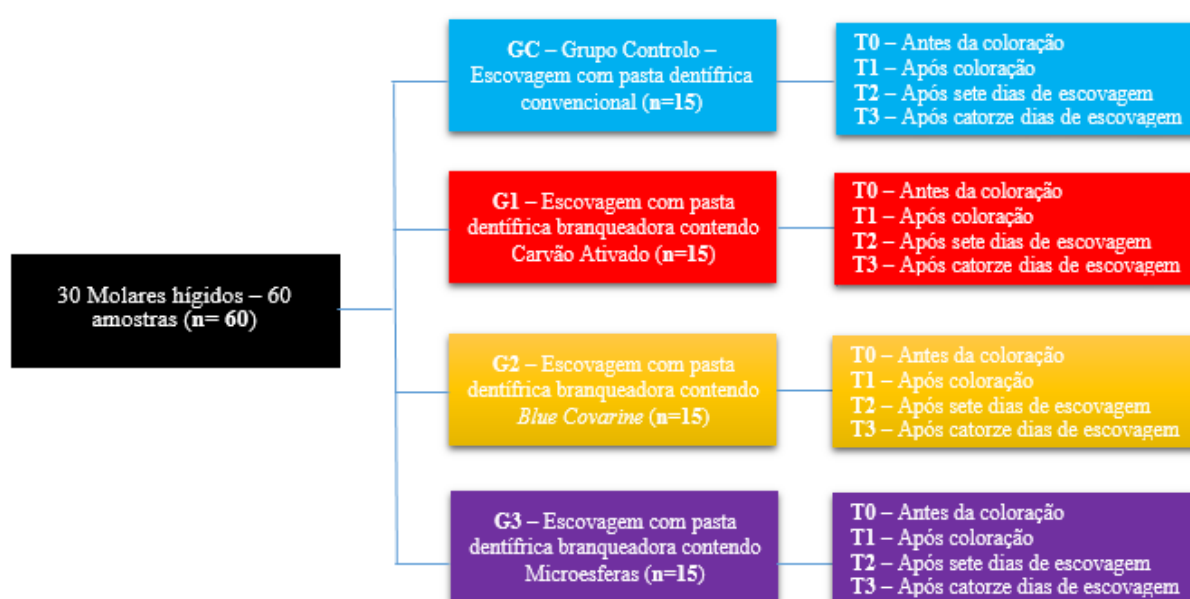 GC – Grupo Controlo –
Escovagem com pasta dentífrica
convencional (n=15)
T0 – Antes da coloração
T1 – Após coloração
T2 – Após sete dias de escovagem
T3 – Após catorze dias de escovagem
G1 – Escovagem com pasta
dentífrica branqueadora contendo
Carvão Ativado (n=15)
T0 – Antes da coloração
T1 – Após coloração
T2 – Após sete dias de escovagem
T3 – Após catorze dias de escovagem
30 Molares hígidos – 60
amostras (n= 60)
G2 – Escovagem com pasta
dentífrica branqueadora contendo
Blue Covarine (n=15)
T0 – Antes da coloração
T1 – Após coloração
T2 – Após sete dias de escovagem
T3 – Após catorze dias de escovagem
G3 – Escovagem com pasta
dentífrica branqueadora contendo
Microesferas (n=15)
T0 – Antes da coloração
T1 – Após coloração
T2 – Após sete dias de escovagem
T3 – Após catorze dias de escovagem